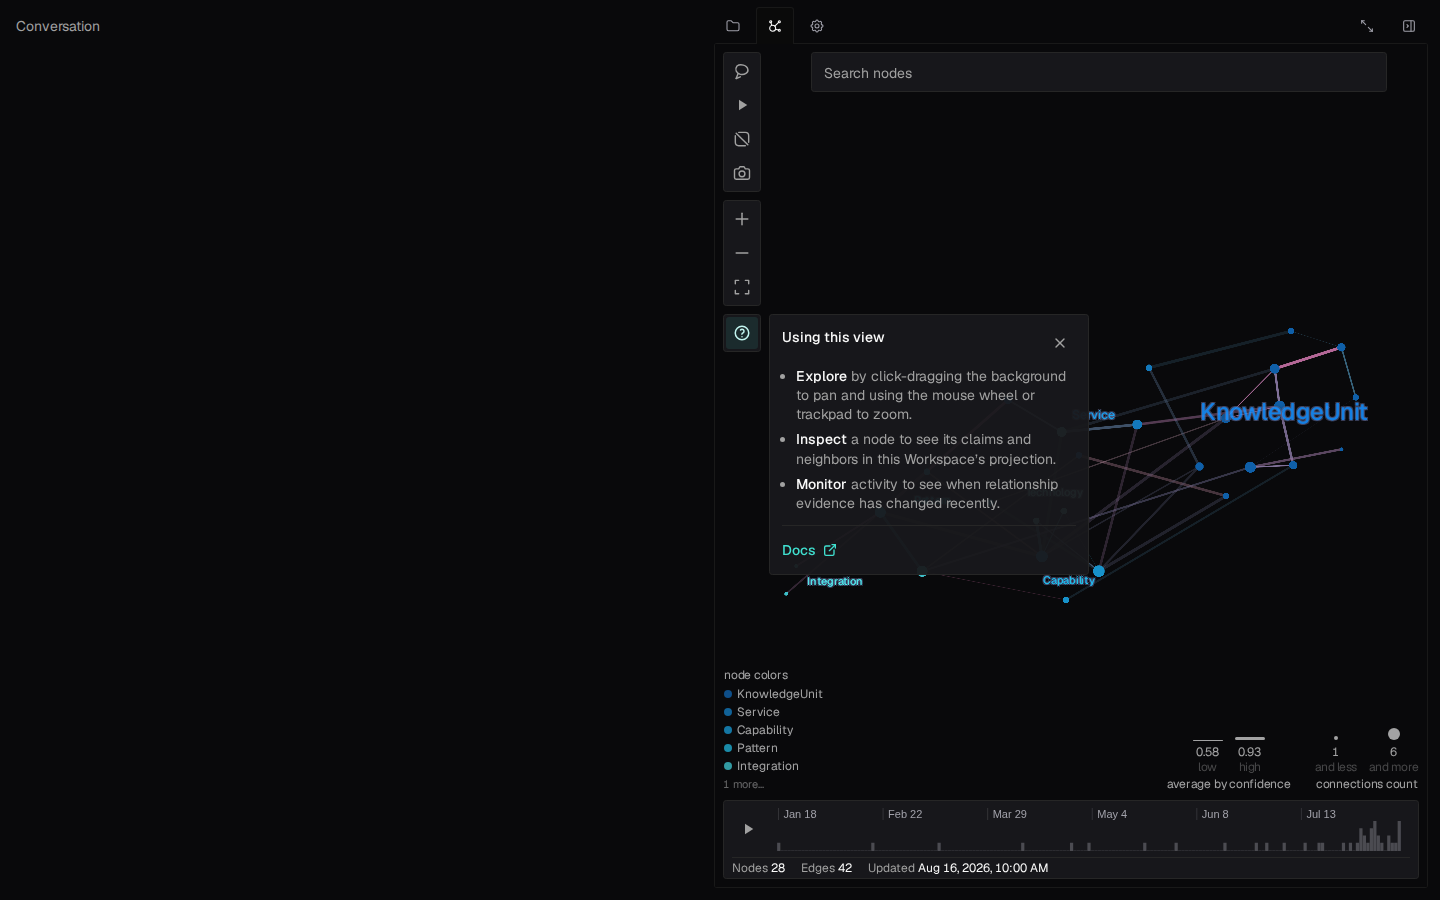 Conversation
Search nodes
Using this view
Explore by click-dragging the background
to pan and using the mouse wheel or
trackpad to zoom.
Inspect a node to see its claims and
neighbors in this Workspace's projection.
Monitor activity to see when relationship
evidence has changed recently.
Docs
KnowledgeUnit
Integration
Capability
node colors
KnowledgeUnit
Service
Capability
Pattern
Integration
1 more...
0.58 0.93
low high
average by confidence
1 6
and less and more
connections count
Jan 18 Feb 22 Mar 29 May 4 Jun 8 Jul 13
Nodes 28 Edges 42 Updated Aug 16, 2026, 10:00 AM